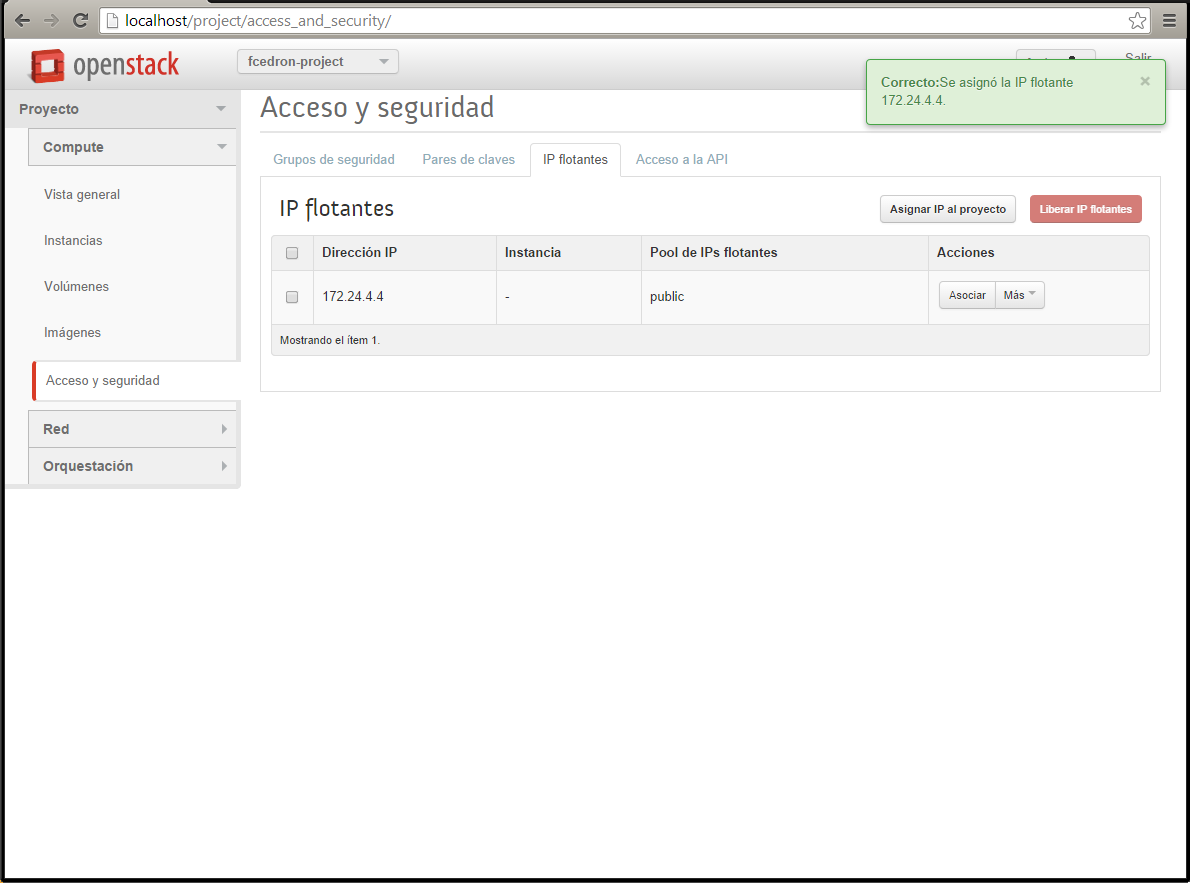 localhost/project/access_and_security/
openstack
fcedron-project
Salir
Correcto:Se asignó la IP flotante
172.24.4.4.
×
Proyecto
Compute
Vista general
Instancias
Volúmenes
Imágenes
Acceso y seguridad
Red
Orquestación
Acceso y seguridad
Grupos de seguridad
Pares de claves
IP flotantes
Acceso a la API
IP flotantes
Asignar IP al proyecto
Liberar IP flotantes
Dirección IP
Instancia
Pool de IPs flotantes
Acciones
172.24.4.4
-
public
Asociar
Más
Mostrando el ítem 1.